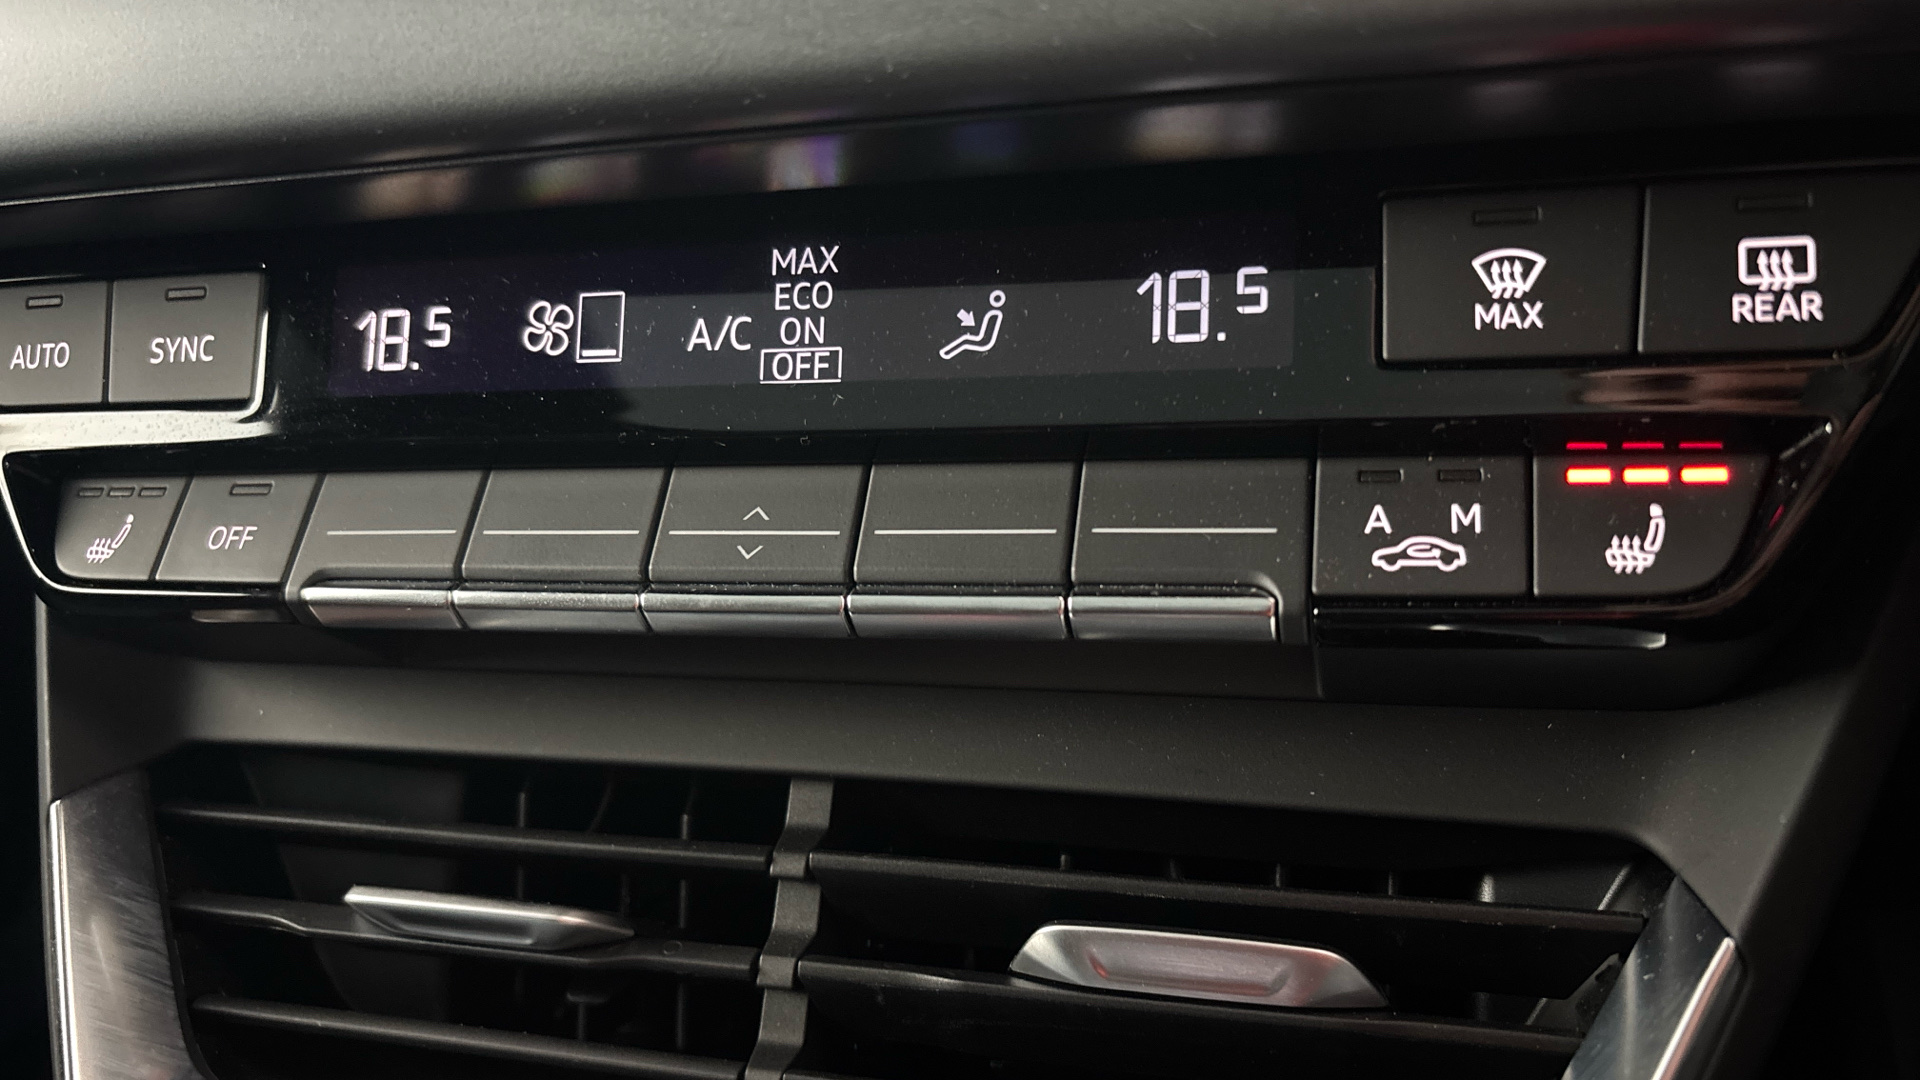 AUTO
SYNC
18.5
A/C
MAX
ECO
ON
OFF
18.5
MAX
REAR
OFF
A
M